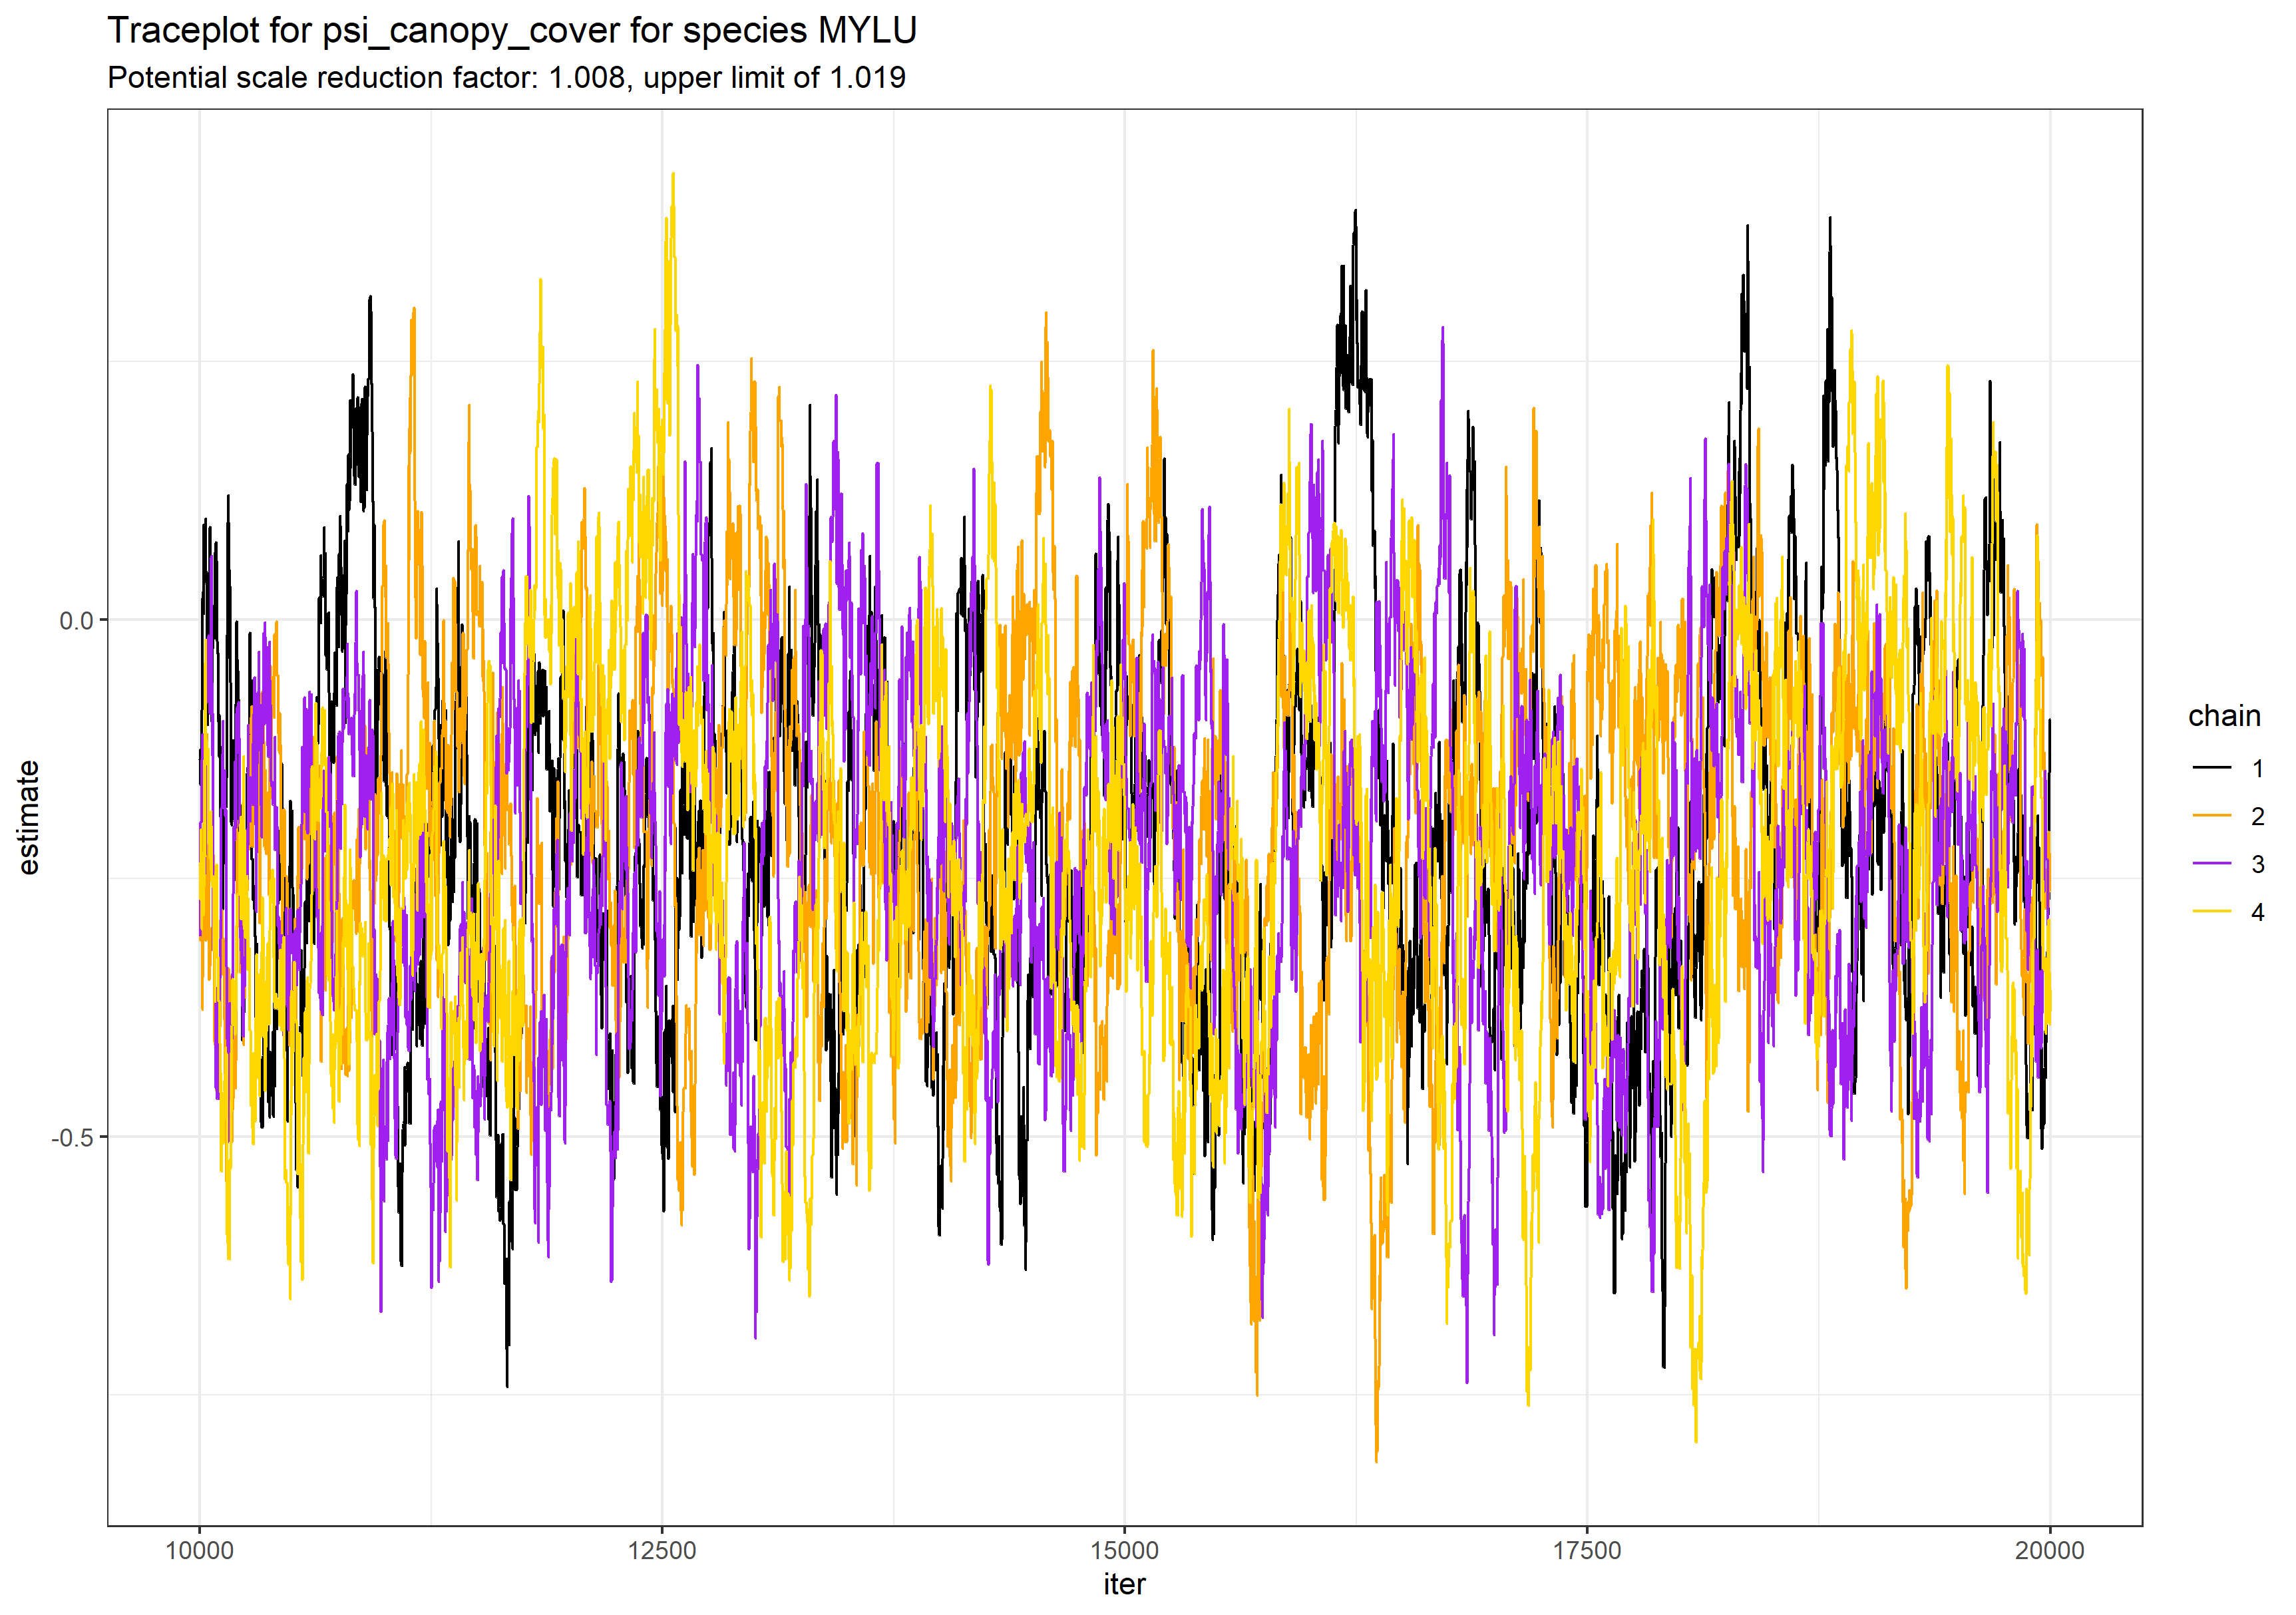 Traceplot for psi_canopy_cover for species MYLU
Potential scale reduction factor: 1.008, upper limit of 1.019
estimate
0.0
-0.5
10000
12500
15000
17500
20000
iter
chain
1
2
3
4